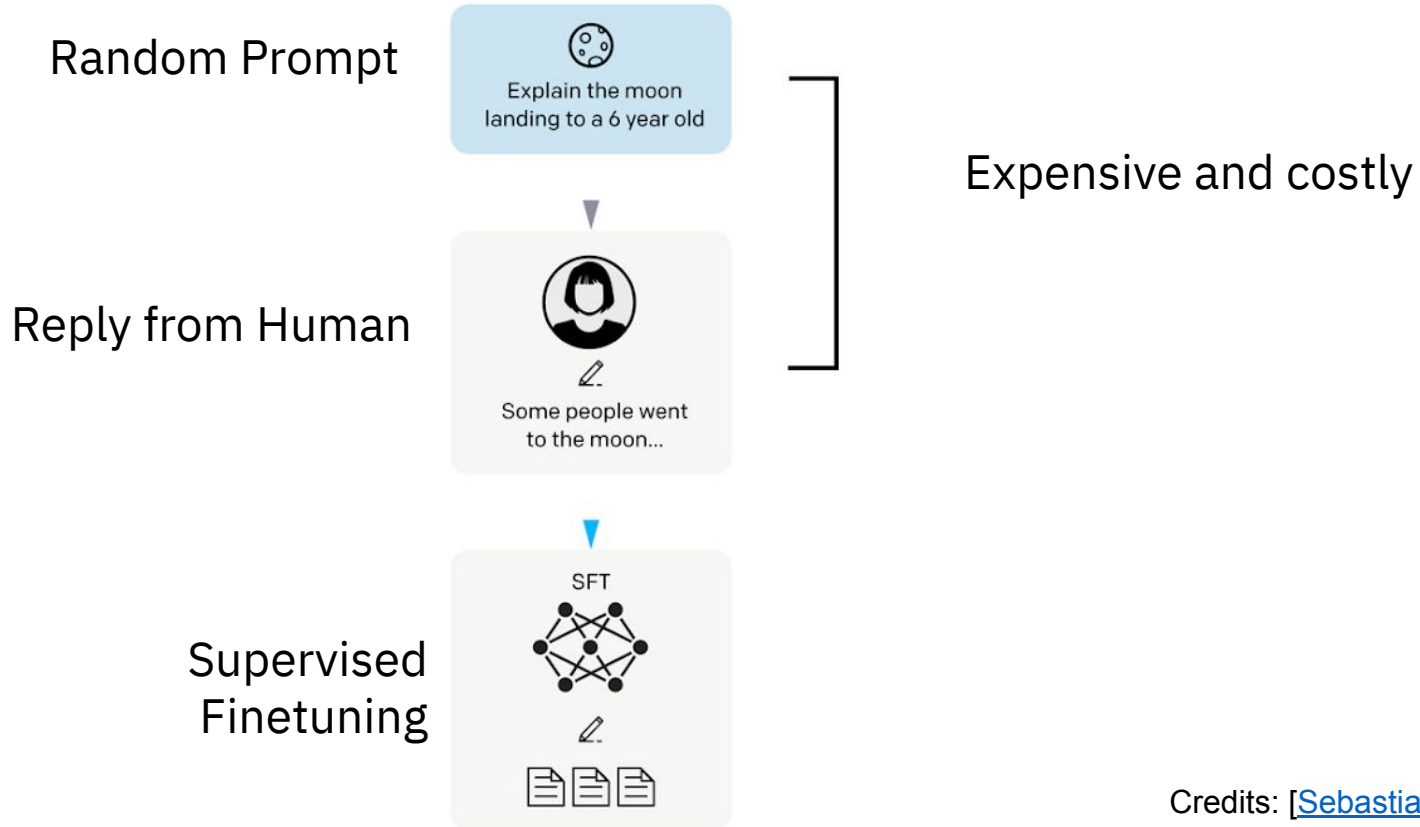 Random Prompt
Explain the moon
landing to a 6 year old
Expensive and costly
Reply from Human
Some people went
to the moon...
SFT
Supervised
Finetuning
Credits: [Sebastia